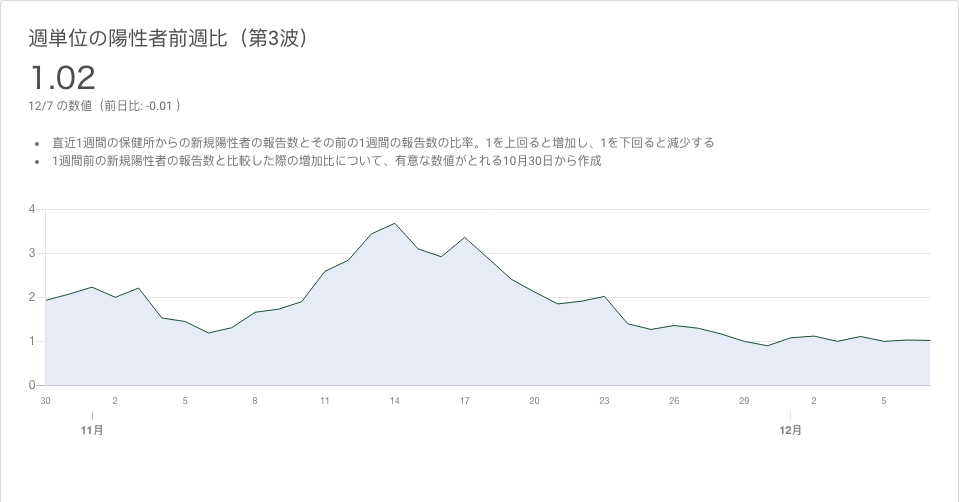 週単位の陽性者前週比（第3波）
1.02
12/7 の数値（前日比: -0.01 ）
• 直近1週間の保健所からの新規陽性者の報告数とその前の1週間の報告数の比率。1を上回ると増加し、1を下回ると減少する
• 1週間前の新規陽性者の報告数と比較した際の増加比について、有意な数値がとれる10月30日から作成
4
3
2
1
0
30 2 5 8 11 14 17 20 23 26 29 2 5
11月 12月